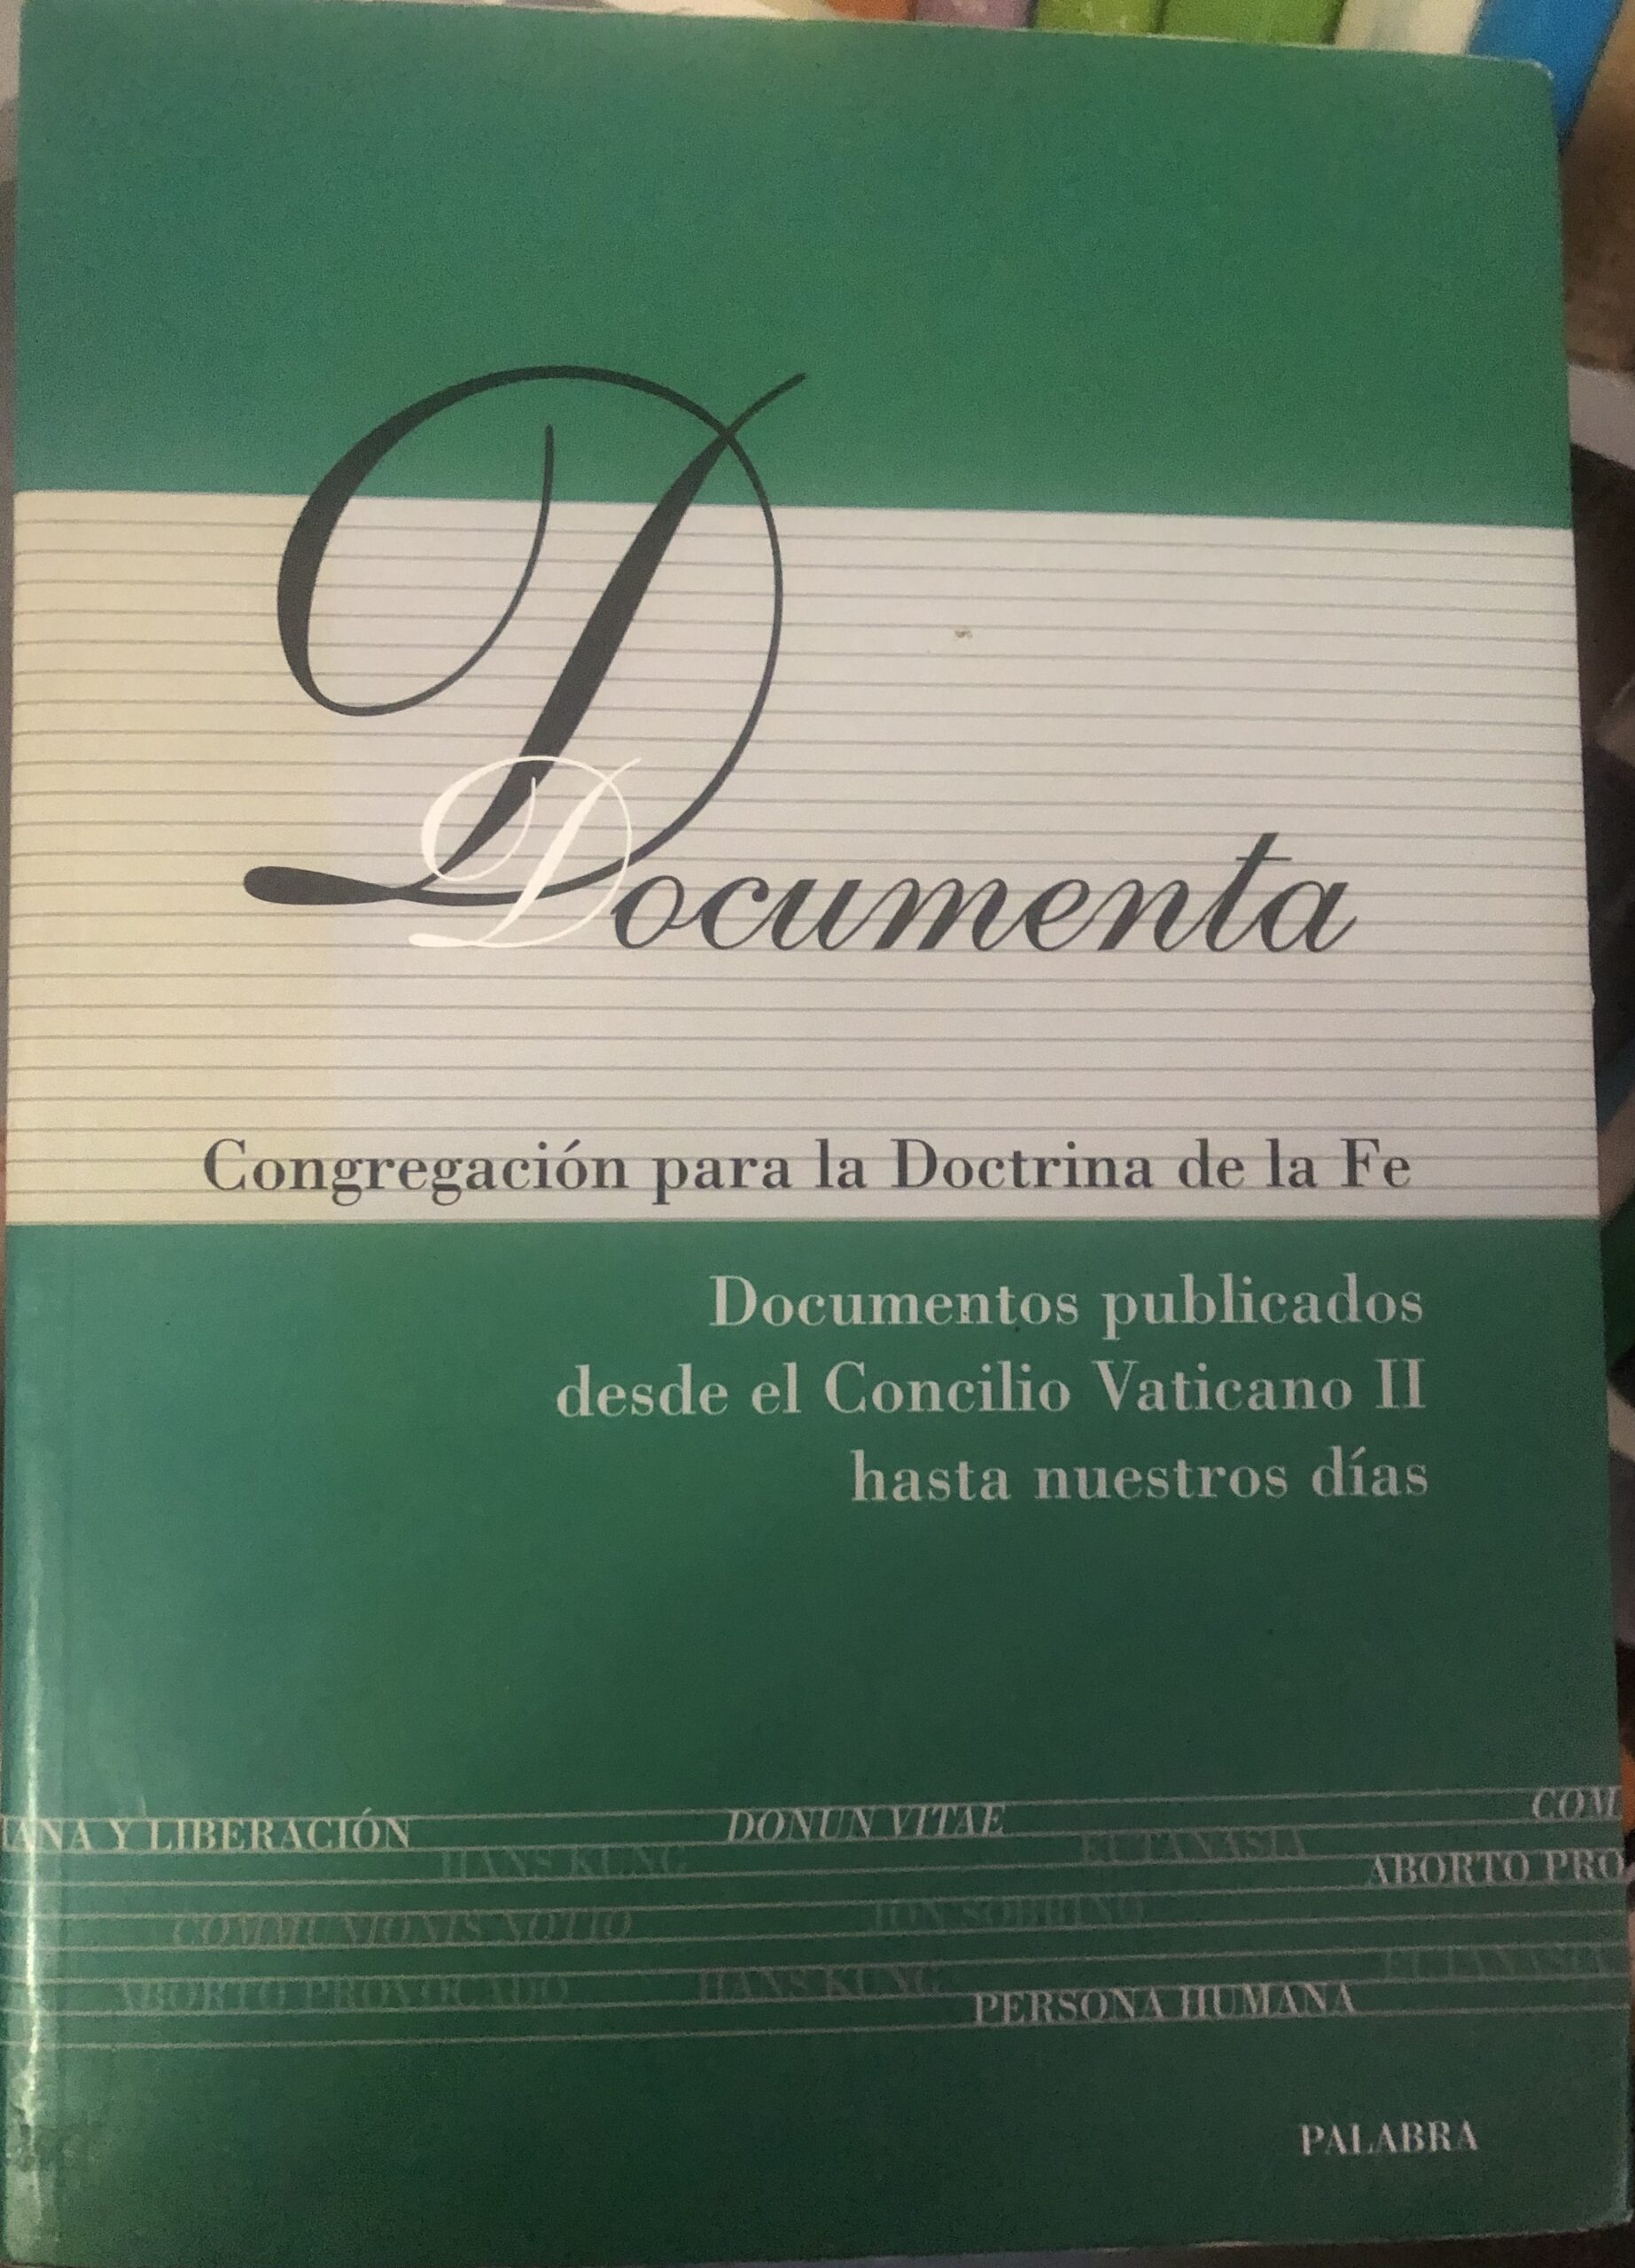 D
Documenta
Congregación para la Doctrina de la Fe
Documentos publicados
desde el Concilio Vaticano II
hasta nuestros días
COM
ANA Y LIBERACIÓN DONUN VITAE
HANS KUNG EUTANASIA ABORTO PRO
COMMUNIONIS NOTIO JON SOBRINO
ABORTO PROVOCADO HANS KUNG EUTANASIA
PERSONA HUMANA
PALABRA